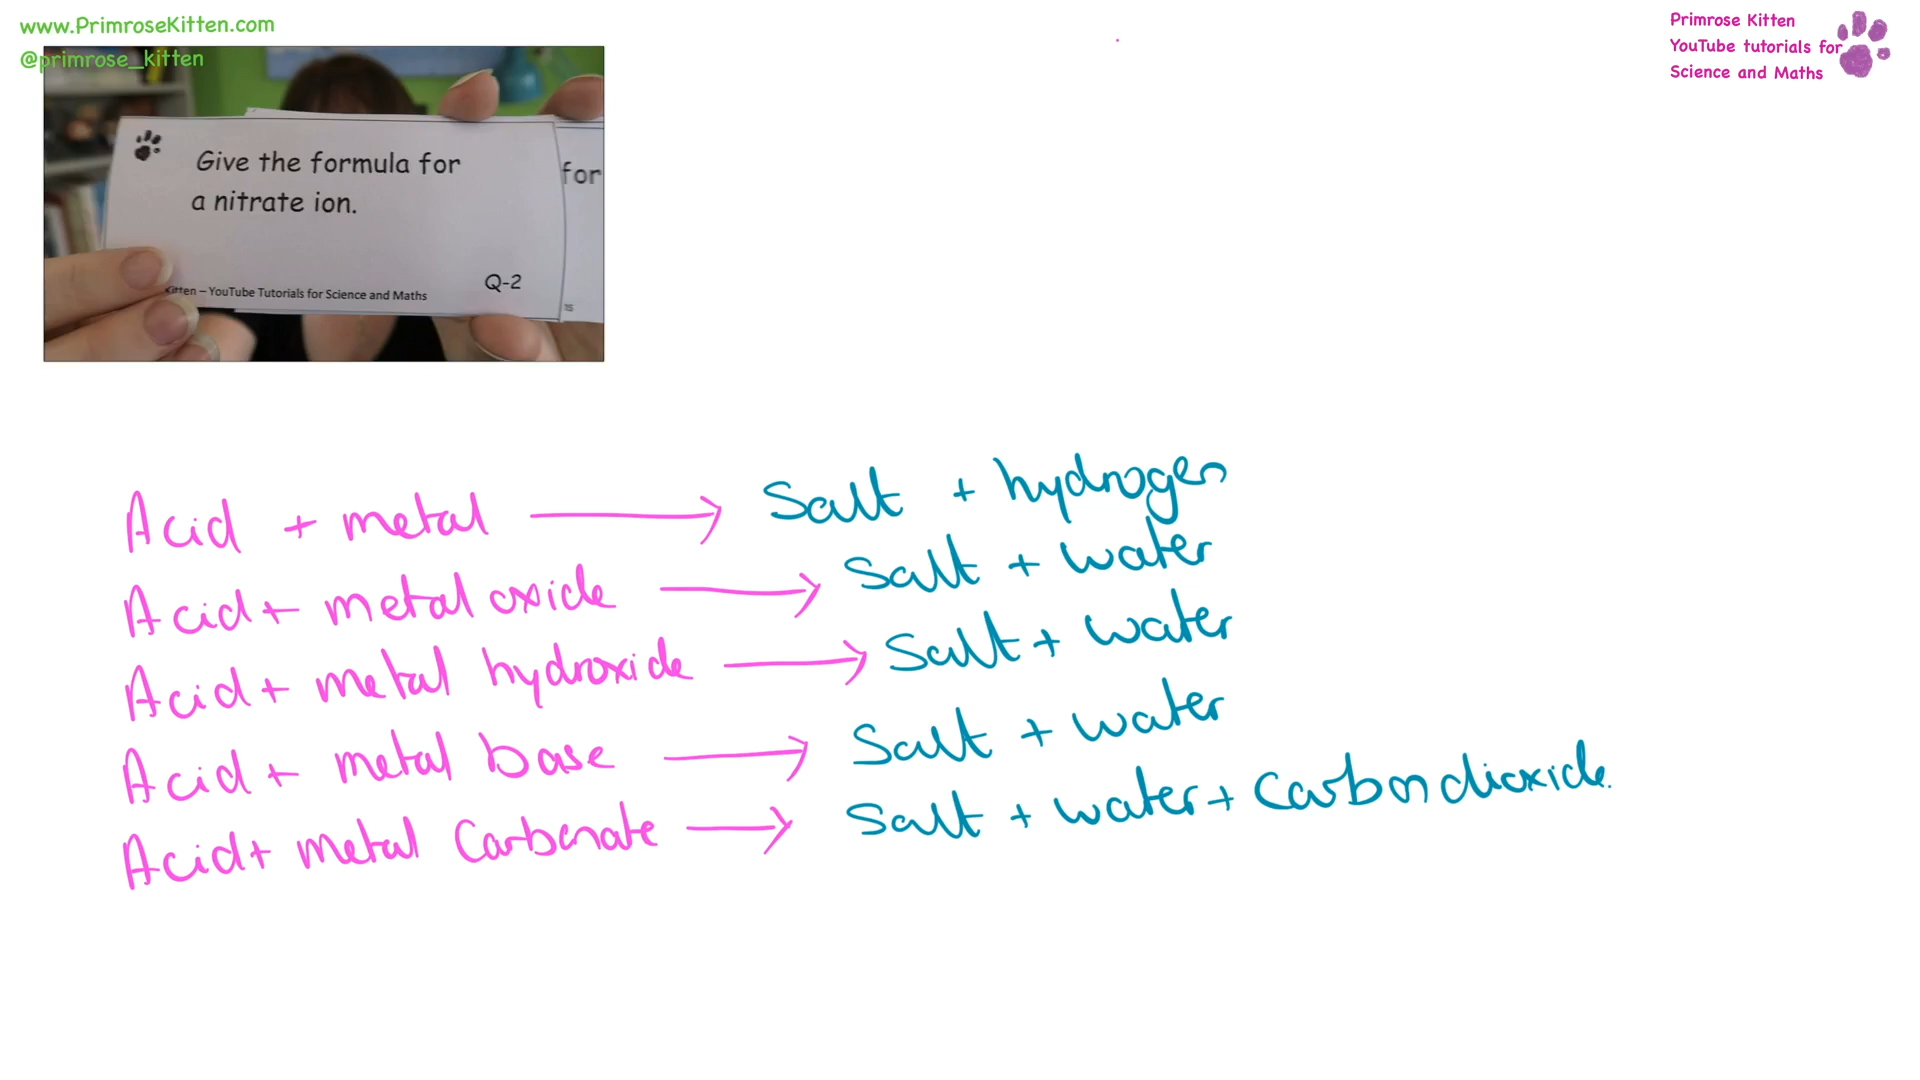 www.PrimroseKitten.com
@primrose_kitten
Primrose Kitten
YouTube tutorials for
Science and Maths
Give the formula for
a nitrate ion.
for
Q-2
Kitten – YouTube Tutorials for Science and Maths
15
Acid + metal → Salt + hydrogen
Acid + metal oxide → Salt + water
Acid + metal hydroxide → Salt + water
Acid + metal base → Salt + water
Acid + metal Carbonate → Salt + water + Carbon dioxide.